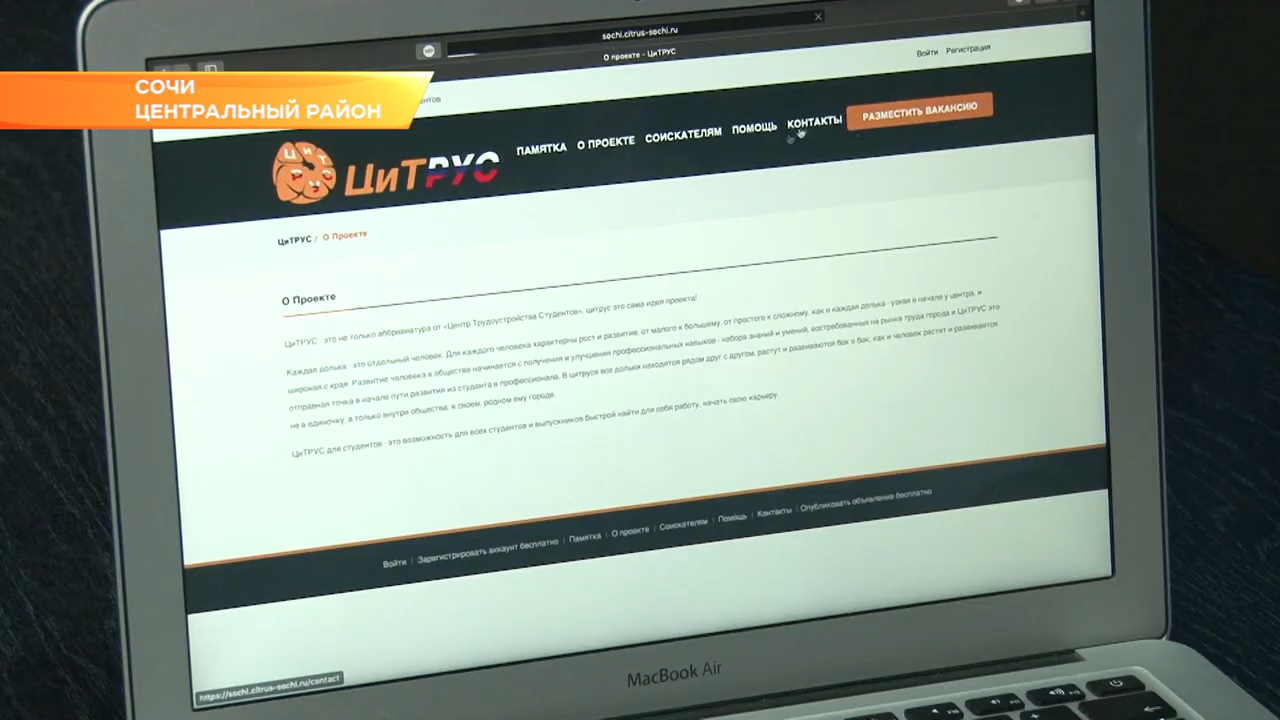 sochi.citrus-sochi.ru
О проекте - ЦиТРУС
СОЧИ
ЦЕНТРАЛЬНЫЙ РАЙОН
Войти Регистрация
ЦиТРУС
ПАМЯТКА О ПРОЕКТЕ СОИСКАТЕЛЯМ ПОМОЩЬ КОНТАКТЫ РАЗМЕСТИТЬ ВАКАНСИЮ
ЦиТРУС / О Проекте
О Проекте
ЦиТРУС - это не только аббревиатура от «Центр Трудоустройства Студентов», цитрус это сама идея проекта!
Каждая долька - это отдельный человек. Для каждого человека характерны рост и развитие, от малого к большему, от простого к сложному, как и каждая долька - узкая в начале у центра, и
широкая с края. Развитие человека в обществе начинается с получения и улучшения профессиональных навыков - набора знаний и умений, востребованных на рынке труда города и ЦиТРУС это
отправная точка в начале пути развития из студента в профессионала. В цитрусе все дольки находятся рядом друг с другом, растут и развиваются бок о бок, как и человек растет и развивается
не в одиночку, а только внутри общества, в своем, родном ему городе.
ЦиТРУС для студентов - это возможность для всех студентов и выпускников быстрой найти для себя работу, начать свою карьеру.
Войти | Зарегистрировать аккаунт бесплатно | Памятка | О проекте | Соискателям | Помощь | Контакты | Опубликовать объявление бесплатно
https://sochi.citrus-sochi.ru/contact
MacBook Air